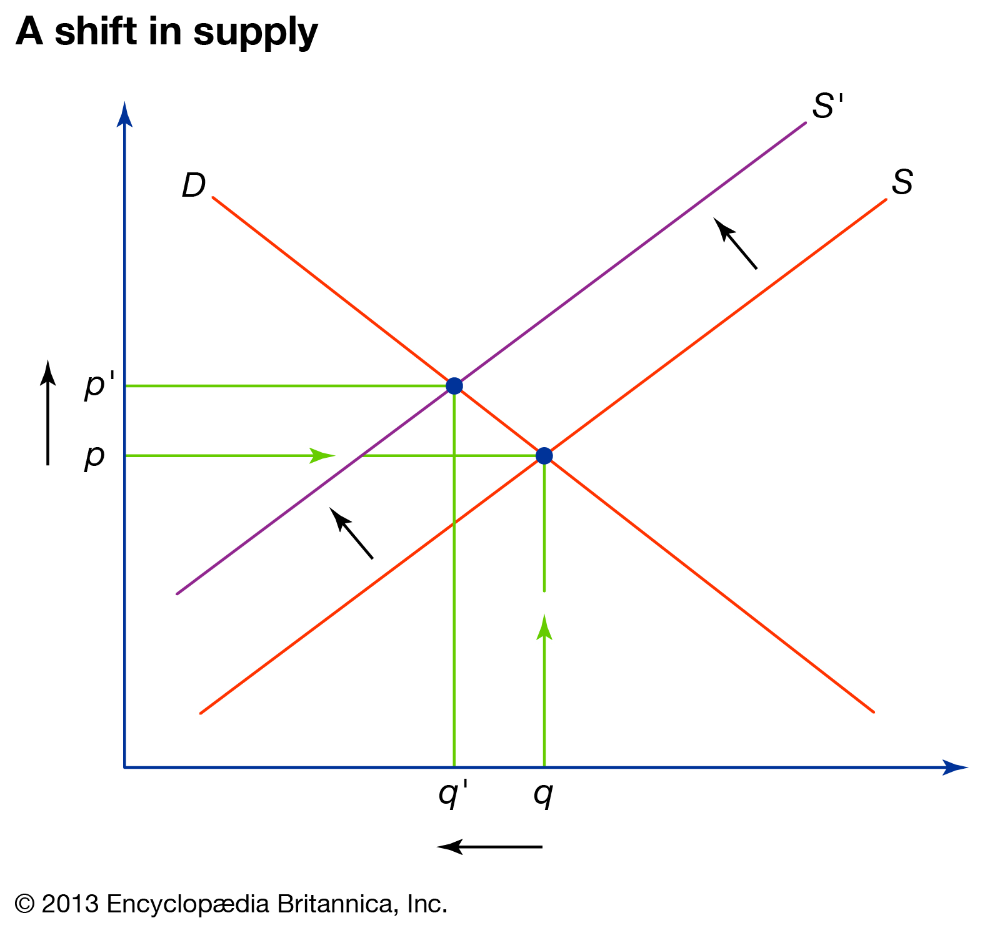 A shift in supply
S'
D
S
p'
p
q' q
© 2013 Encyclopædia Britannica, Inc.